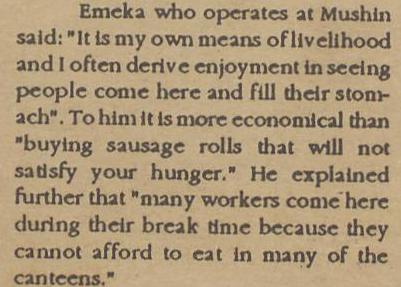 Emeka who operates at Mushin
said: "It is my own means of livelihood
and I often derive enjoyment in seeing
people come here and fill their stom-
ach". To him it is more economical than
"buying sausage rolls that will not
satisfy your hunger." He explained
further that "many workers come here
during their break time because they
cannot afford to eat in many of the
canteens."